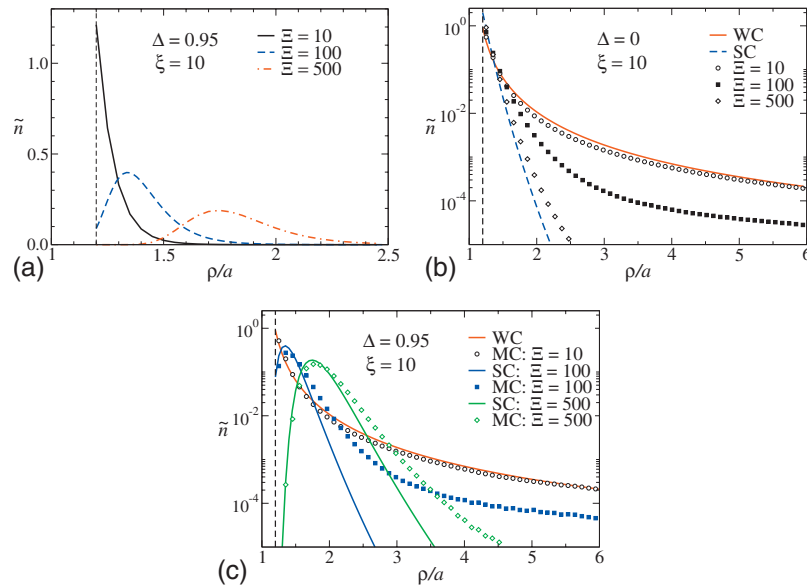 Δ = 0.95
ξ = 10
Ξ = 10
Ξ = 100
Ξ = 500
ñ
1.0
0.8
0.4
0.0
1
1.5
2
2.5
ρ/a
(a)
Δ = 0
ξ = 10
WC
SC
Ξ = 10
Ξ = 100
Ξ = 500
ñ
10^0
10^-2
10^-4
1
2
3
4
5
6
ρ/a
(b)
Δ = 0.95
ξ = 10
WC
MC: Ξ = 10
SC: Ξ = 100
MC: Ξ = 100
SC: Ξ = 500
MC: Ξ = 500
ñ
10^0
10^-2
10^-4
1
2
3
4
5
6
ρ/a
(c)